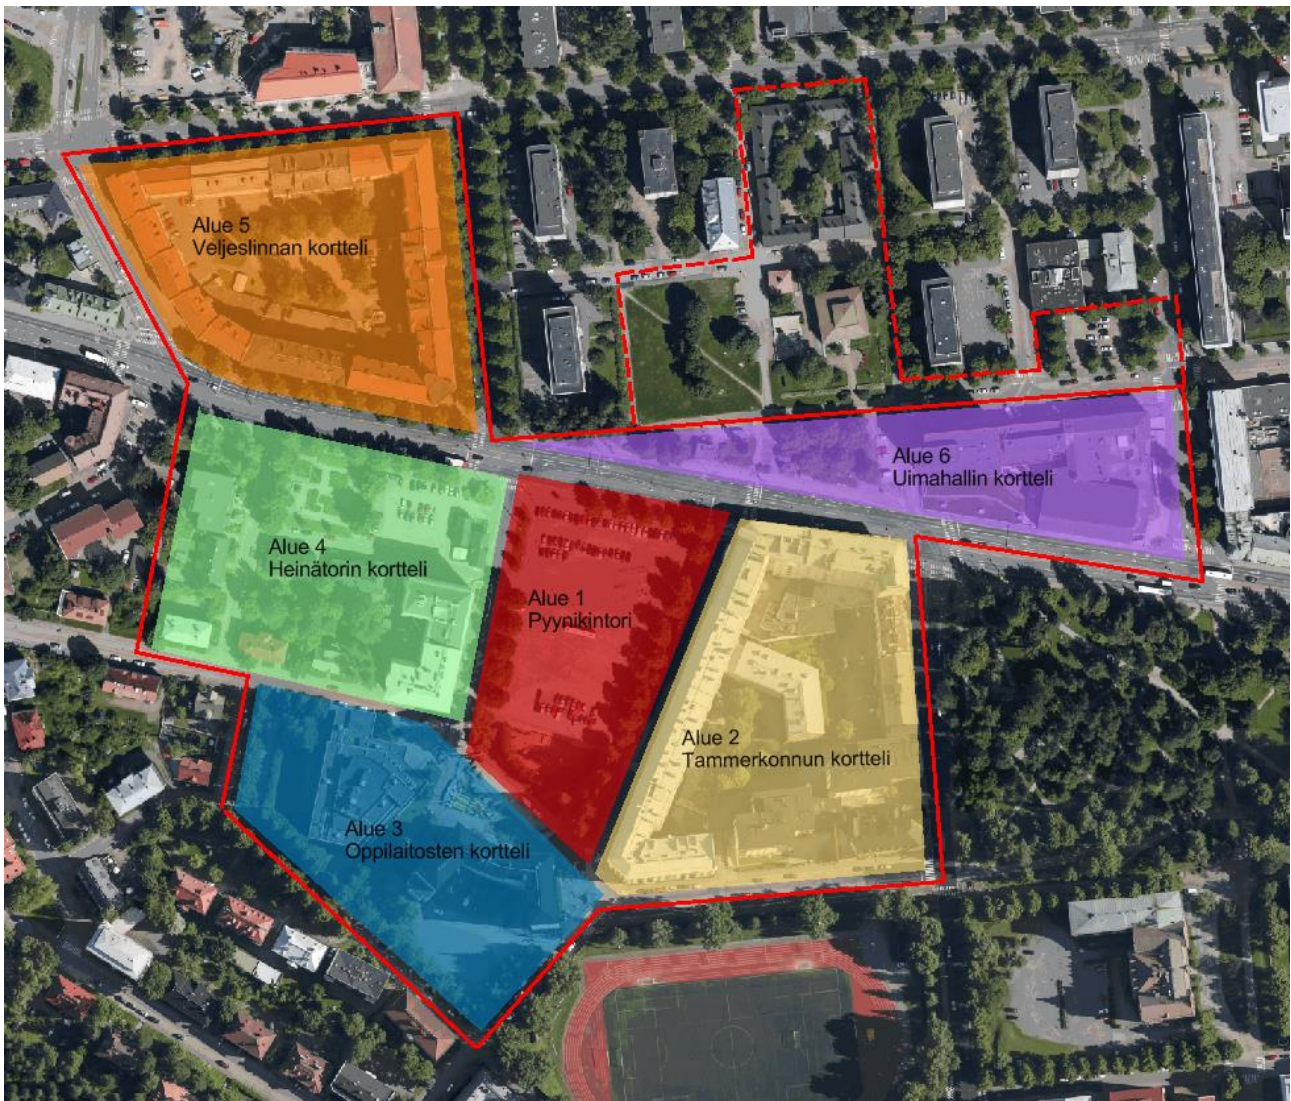 Alue 5
Veljeslinnan kortteli
Alue 6
Uimahallin kortteli
Alue 4
Heinätorin kortteli
Alue 1
Pyynikintori
Alue 2
Tammerkonnun kortteli
Alue 3
Oppilaitosten kortteli